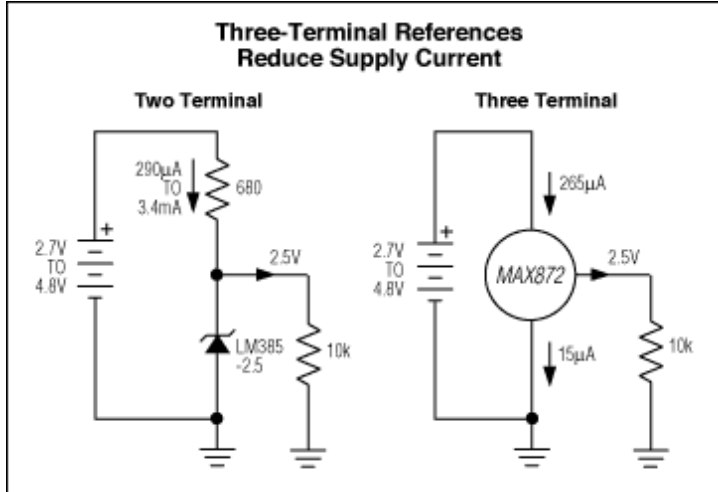 Three-Terminal References
Reduce Supply Current
Two Terminal
290µA
TO
3.4mA
680
+
2.7V
TO
4.8V
2.5V
LM385
-2.5
10k
Three Terminal
265µA
+
2.7V
TO
4.8V
MAX872
2.5V
15µA
10k